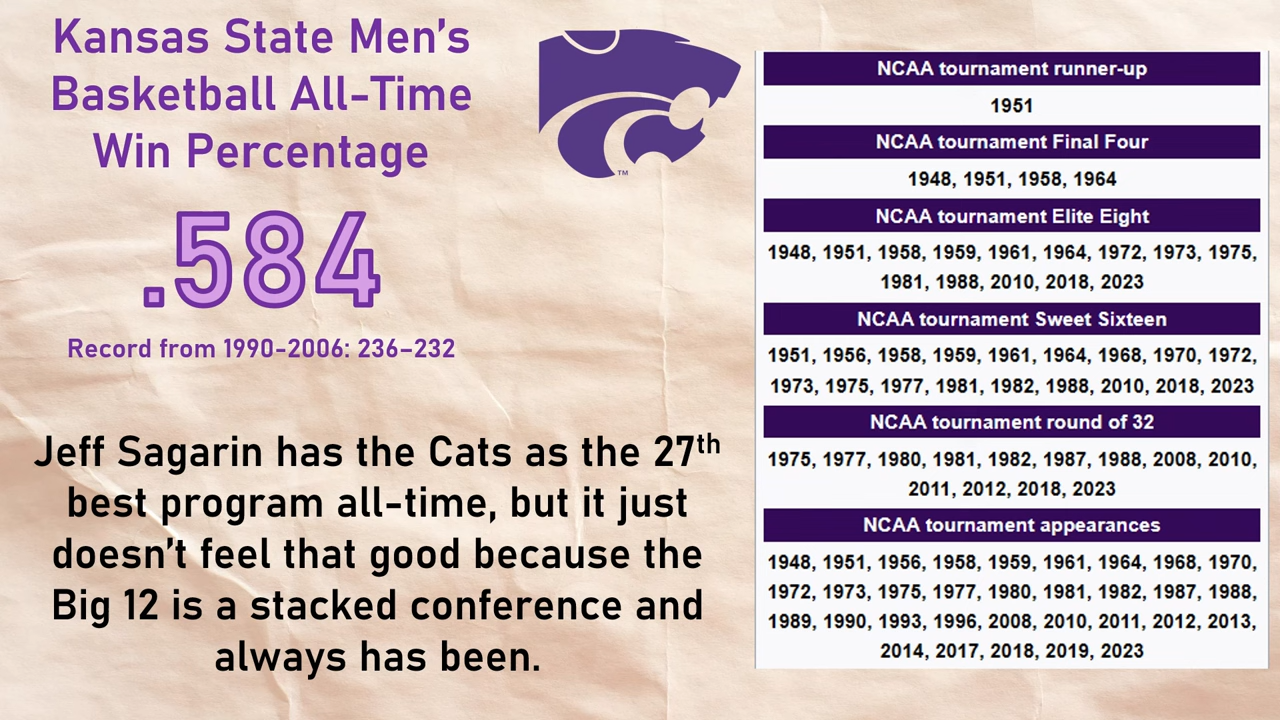 Kansas State Men's
Basketball All-Time
Win Percentage
.584
Record from 1990-2006: 236–232
Jeff Sagarin has the Cats as the 27th
best program all-time, but it just
doesn't feel that good because the
Big 12 is a stacked conference and
always has been.
TM
NCAA tournament runner-up
1951
NCAA tournament Final Four
1948, 1951, 1958, 1964
NCAA tournament Elite Eight
1948, 1951, 1958, 1959, 1961, 1964, 1972, 1973, 1975,
1981, 1988, 2010, 2018, 2023
NCAA tournament Sweet Sixteen
1951, 1956, 1958, 1959, 1961, 1964, 1968, 1970, 1972,
1973, 1975, 1977, 1981, 1982, 1988, 2010, 2018, 2023
NCAA tournament round of 32
1975, 1977, 1980, 1981, 1982, 1987, 1988, 2008, 2010,
2011, 2012, 2018, 2023
NCAA tournament appearances
1948, 1951, 1956, 1958, 1959, 1961, 1964, 1968, 1970,
1972, 1973, 1975, 1977, 1980, 1981, 1982, 1987, 1988,
1989, 1990, 1993, 1996, 2008, 2010, 2011, 2012, 2013,
2014, 2017, 2018, 2019, 2023